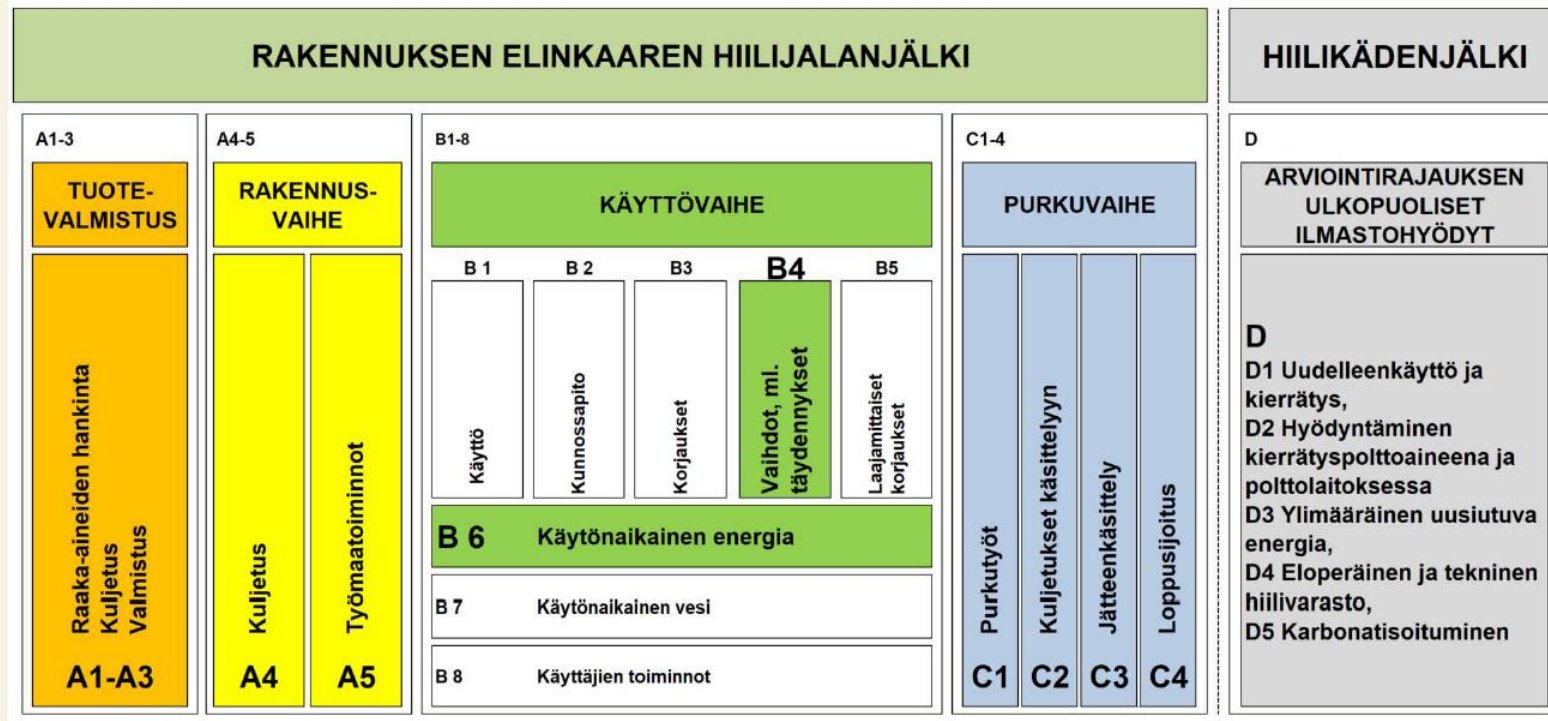 RAKENNUKSEN ELINKAAREN HIILIJALANJÄLKI
HIILIKÄDENJÄLKI
A1-3
TUOTE-
VALMISTUS
Raaka-aineiden hankinta
Kuljetus
Valmistus
A1-A3
A4-5
RAKENNUS-
VAIHE
Kuljetus
A4
Työmaatoiminnot
A5
B1-8
KÄYTTÖVAIHE
B 1
Käyttö
B 2
Kunnossapito
B3
Korjaukset
B4
Vaihdot, ml.
täydennykset
B5
Laajamittaiset
korjaukset
B 6 Käytönaikainen energia
B 7 Käytönaikainen vesi
B 8 Käyttäjien toiminnot
C1-4
PURKUVAIHE
Purkutyöt
C1
Kuljetukset käsittelyyn
C2
Jätteenkäsittely
C3
Loppusijoitus
C4
D
ARVIOINTIRAJAUKSEN
ULKOPUOLISET
ILMASTOHYÖDYT
D
D1 Uudelleenkäyttö ja
kierrätys,
D2 Hyödyntäminen
kierrätyspolttoaineena ja
polttolaitoksessa
D3 Ylimääräinen uusiutuva
energia,
D4 Eloperäinen ja tekninen
hiilivarasto,
D5 Karbonatisoituminen